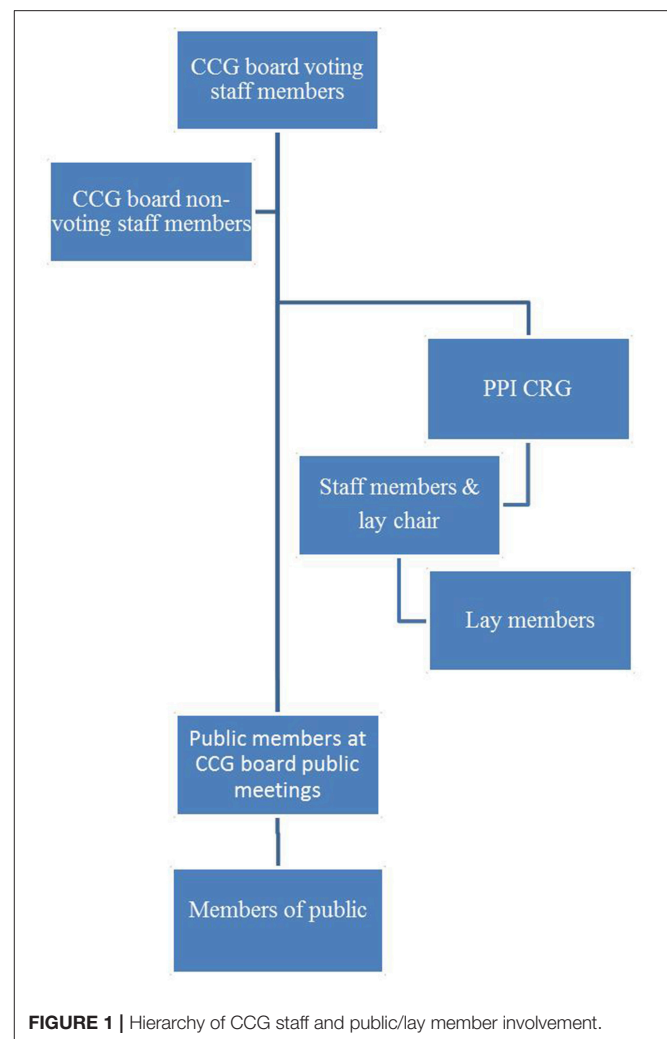 CCG board voting
staff members
CCG board non-
voting staff members
PPI CRG
Staff members &
lay chair
Lay members
Public members at
CCG board public
meetings
Members of public
FIGURE 1 | Hierarchy of CCG staff and public/lay member involvement.